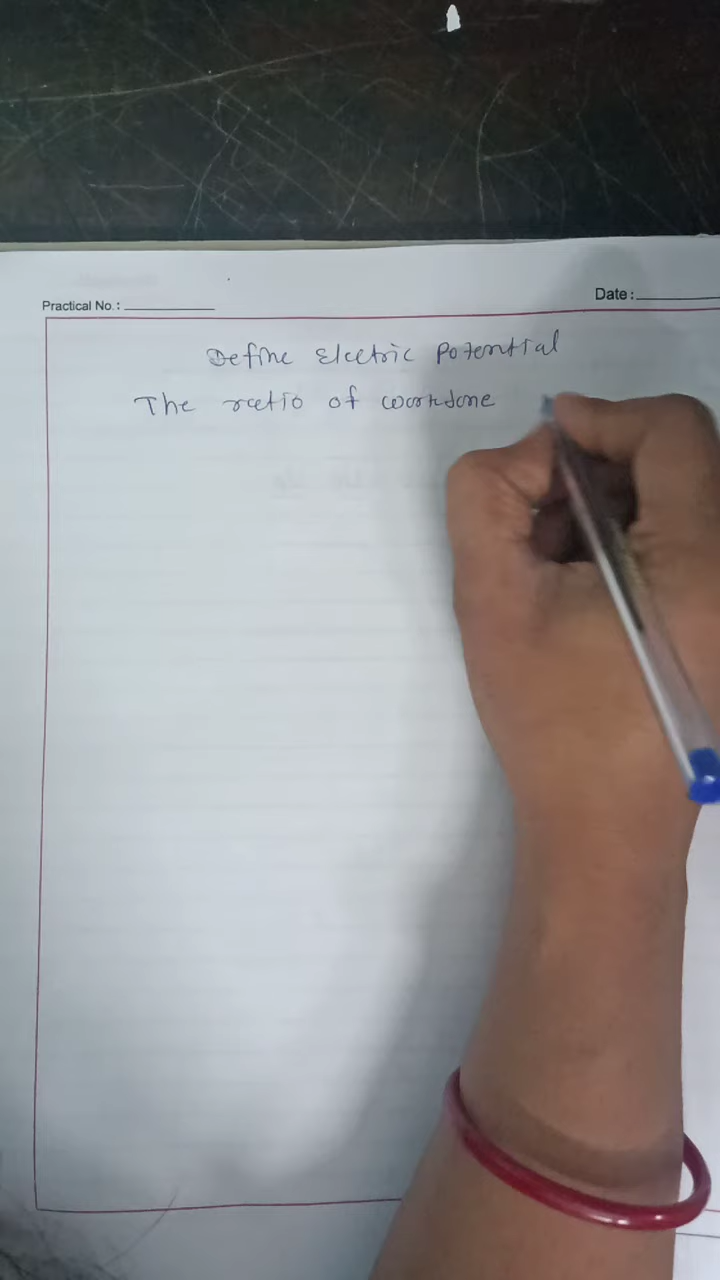 Practical No. :
Date :
Define Electric Potential
The ratio of workdone